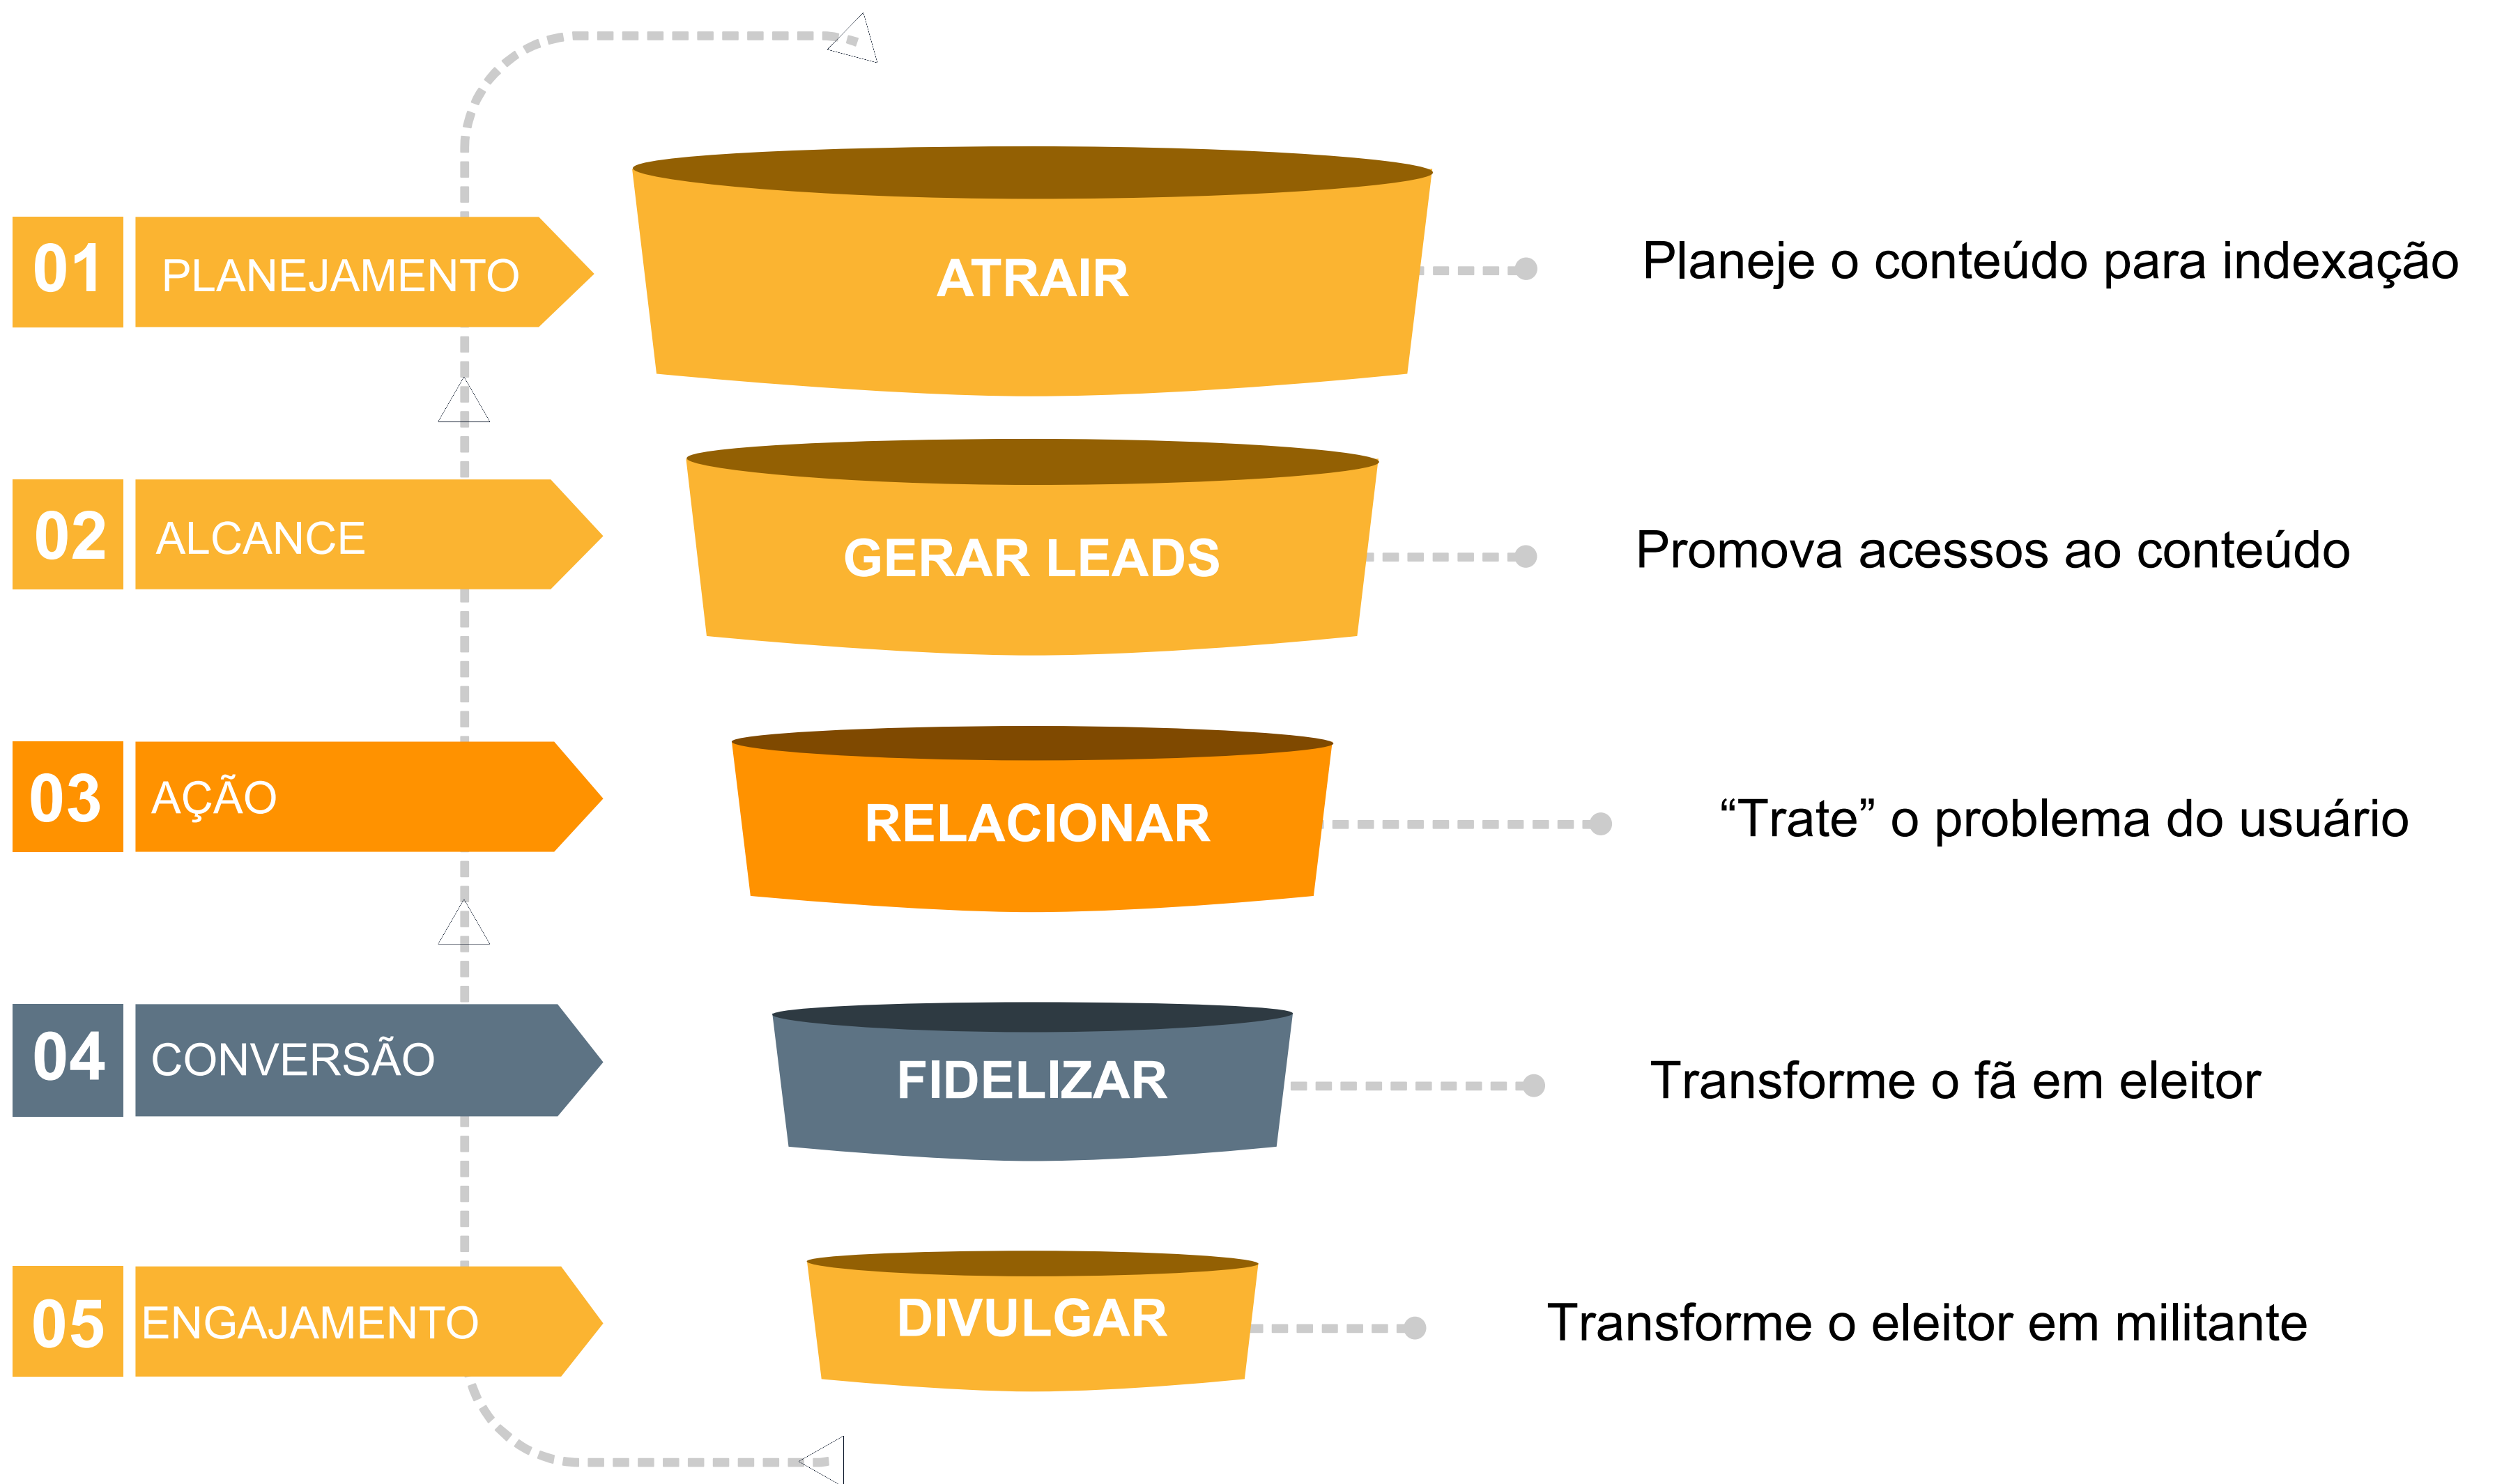 01
PLANEJAMENTO
ATRAIR
Planeje o conteúdo para indexação
02
ALCANCE
GERAR LEADS
Promova acessos ao conteúdo
03
AÇÃO
RELACIONAR
“Trate” o problema do usuário
04
CONVERSÃO
FIDELIZAR
Transforme o fã em eleitor
05
ENGAJAMENTO
DIVULGAR
Transforme o eleitor em militante